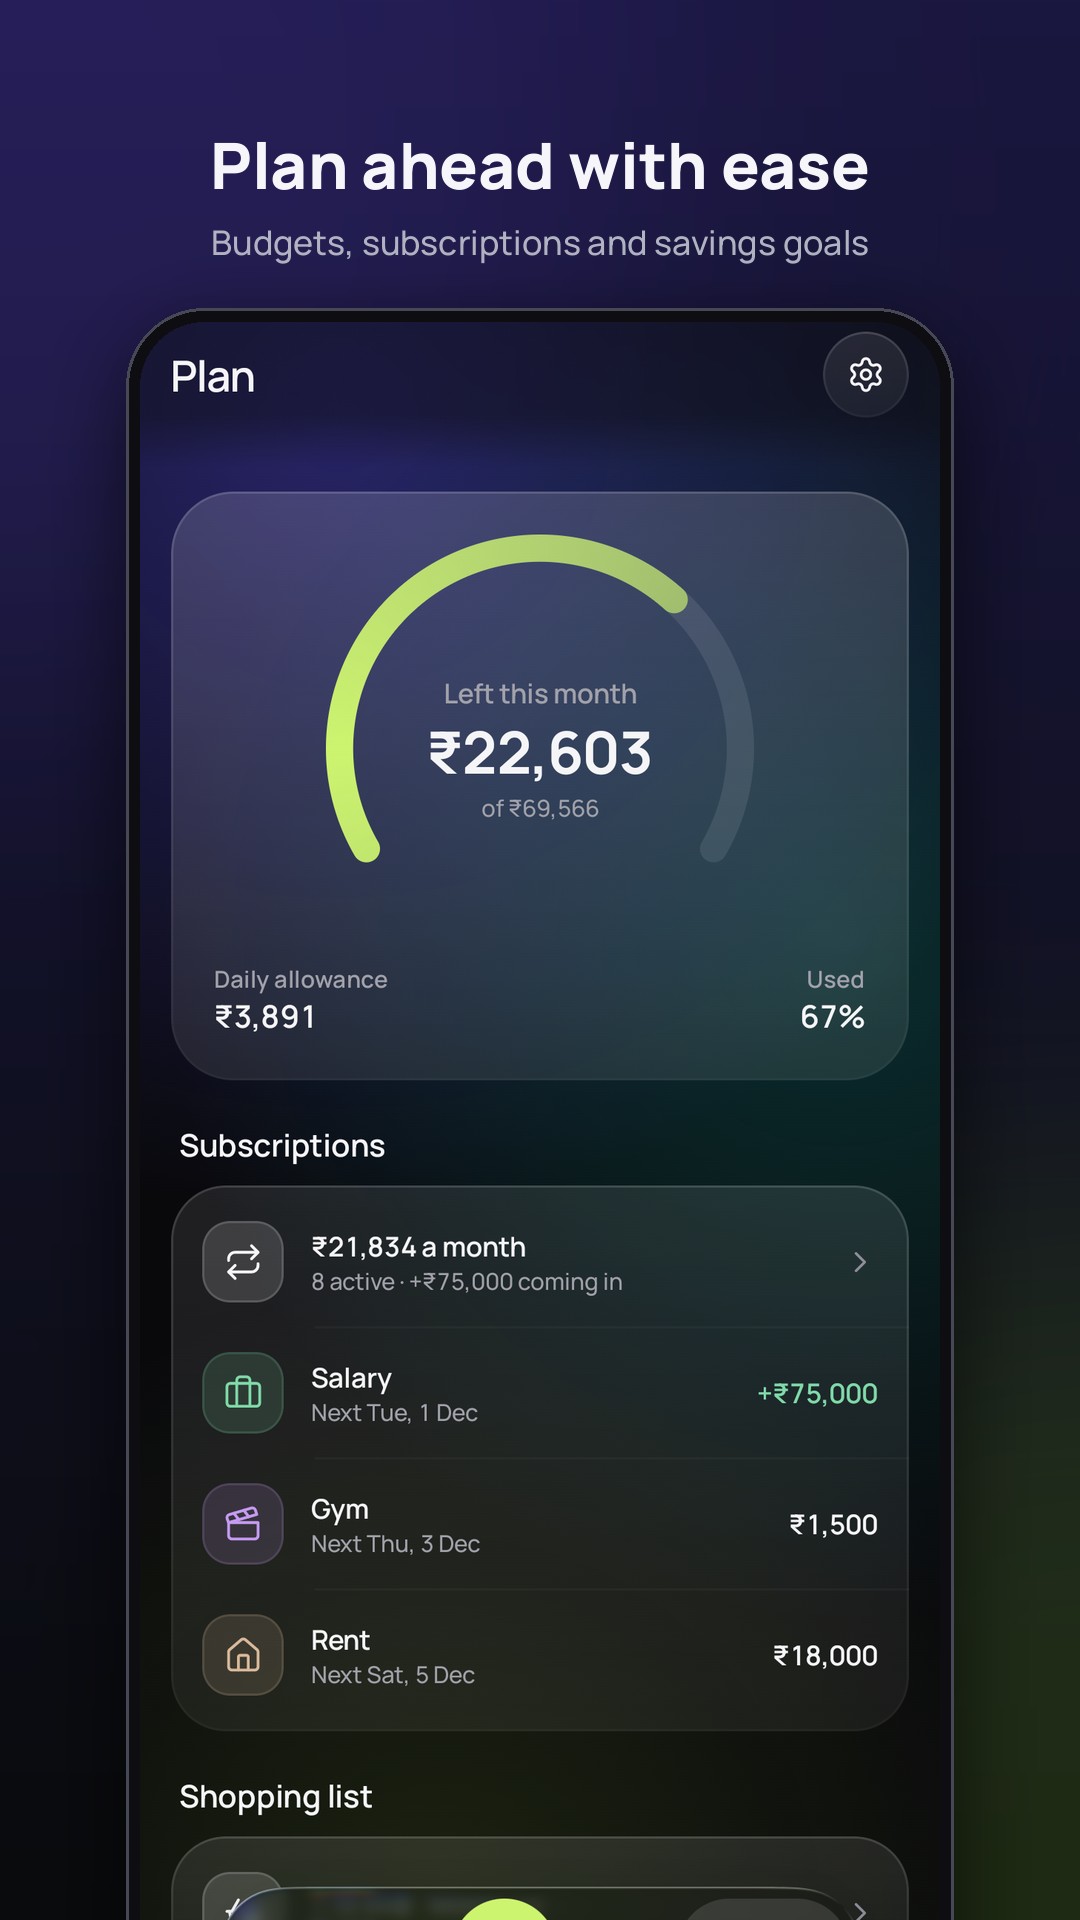 Plan ahead with ease
Budgets, subscriptions and savings goals
Plan
Left this month
₹22,603
of ₹69,566
Daily allowance
Used
₹3,891
67%
Subscriptions
₹21,834 a month
8 active · +₹75,000 coming in
Salary
+₹75,000
Next Tue, 1 Dec
Gym
₹1,500
Next Thu, 3 Dec
Rent
₹18,000
Next Sat, 5 Dec
Shopping list